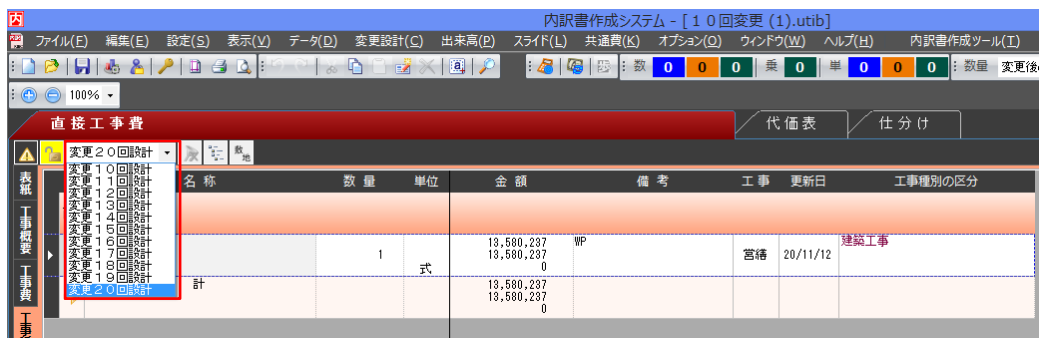 内訳書作成システム - [１０回変更 (1).utib]
ファイル(F) 編集(E) 設定(S) 表示(V) データ(D) 変更設計(C) 出来高(P) スライド(L) 共通費(K) オプション(O) ウィンドウ(W) ヘルプ(H) 内訳書作成ツール(T)
数 0 0 0 乗 0 単 0 0 0 数量 変更後
100%
直接工事費 代価表 仕分け
変更２０回設計
敷地
変更１０回設計
変更１１回設計
変更１２回設計
変更１３回設計
変更１４回設計
変更１５回設計
変更１６回設計
変更１７回設計
変更１８回設計
変更１９回設計
変更２０回設計
表紙
工事概要
工事費
名称 数量 単位 金額 備考 工事 更新日 工事種別の区分
1 式 13,580,237 WP 営繕 20/11/12 建築工事
13,580,237
0
計 13,580,237
13,580,237
0